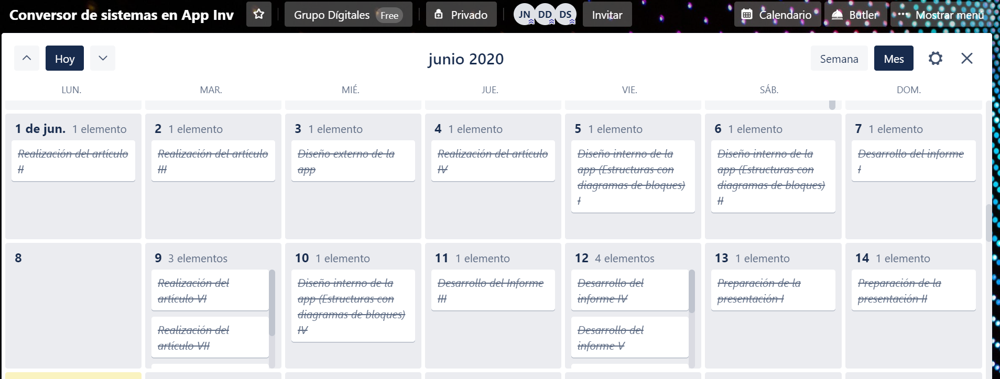 Conversor de sistemas en App Inv Grupo Dígitales Free Privado JN DD DS Invitar Calendario Butler ··· Mostrar menú
Hoy junio 2020 Semana Mes
LUN. MAR. MIÉ. JUE. VIE. SÁB. DOM.
1 de jun. 1 elemento
Realización del artículo
II
2 1 elemento
Realización del artículo
III
3 1 elemento
Diseño externo de la
app
4 1 elemento
Realización del artículo
IV
5 1 elemento
Diseño interno de la
app (Estructuras con
diagramas de bloques)
I
6 1 elemento
Diseño interno de la
app (Estructuras con
diagramas de bloques)
II
7 1 elemento
Desarrollo del informe
I
8
9 3 elementos
Realización del
artículo VI
Realización del
artículo VII
10 1 elemento
Diseño interno de la
app (Estructuras con
diagramas de bloques)
IV
11 1 elemento
Desarrollo del Informe
III
12 4 elementos
Desarrollo del
informe IV
Desarrollo del
informe V
13 1 elemento
Preparación de la
presentación I
14 1 elemento
Preparación de la
presentación II